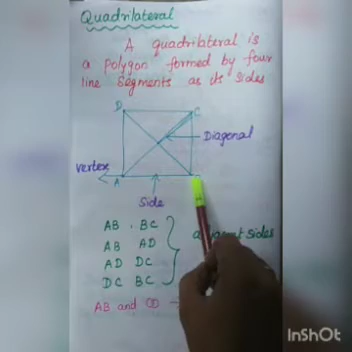 Quadrilateral
A quadrilateral is
a polygon formed by four
line segments as its sides
D
C
Diagonal
Vertex
A
Side
AB . BC
AB AD
AD DC
DC BC
sides
AB and
InShOt